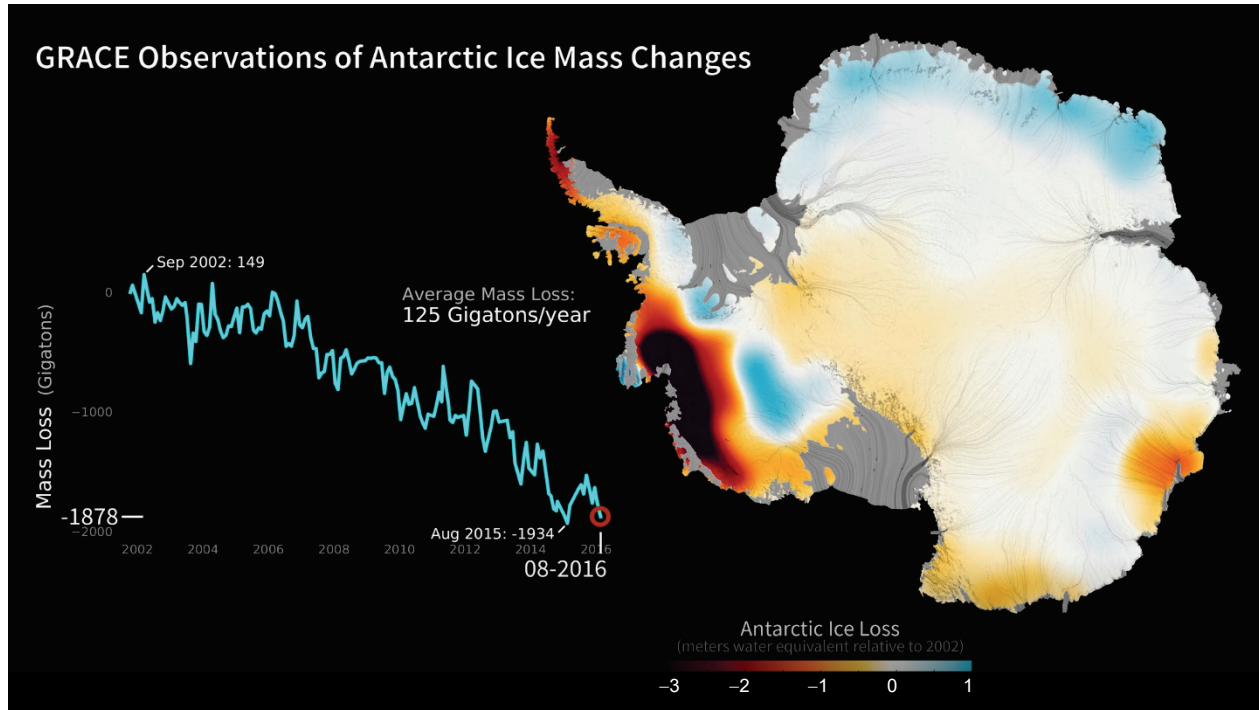 GRACE Observations of Antarctic Ice Mass Changes
Sep 2002: 149
0
Average Mass Loss:
125 Gigatons/year
Mass Loss (Gigatons)
−1000
-1878
−2000
Aug 2015: -1934
2002 2004 2006 2008 2010 2012 2014 2016
08-2016
Antarctic Ice Loss
(meters water equivalent relative to 2002)
−3 −2 −1 0 1